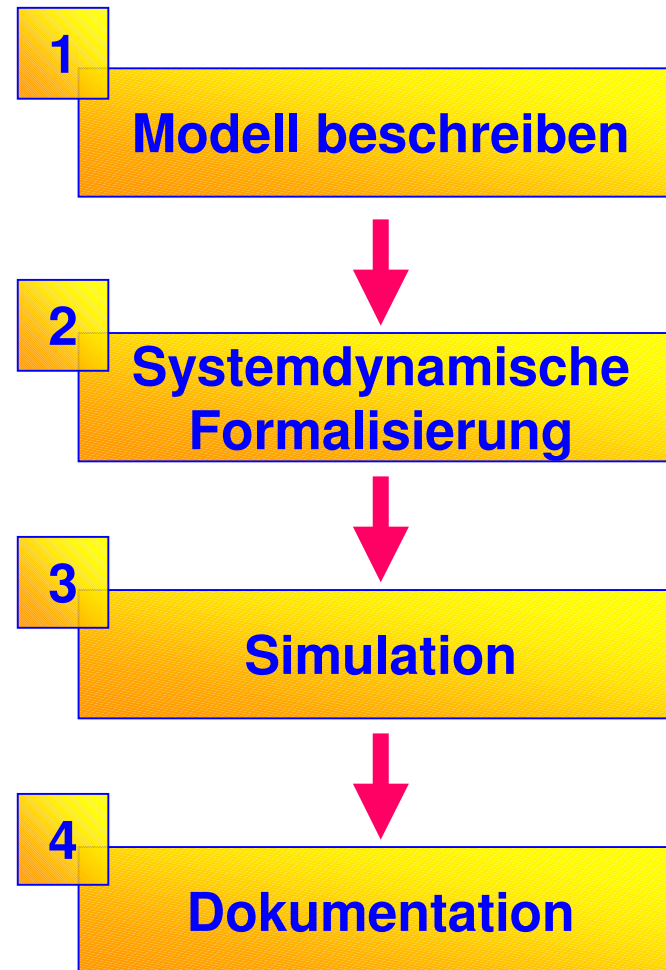 1
Modell beschreiben
2
Systemdynamische
Formalisierung
3
Simulation
4
Dokumentation